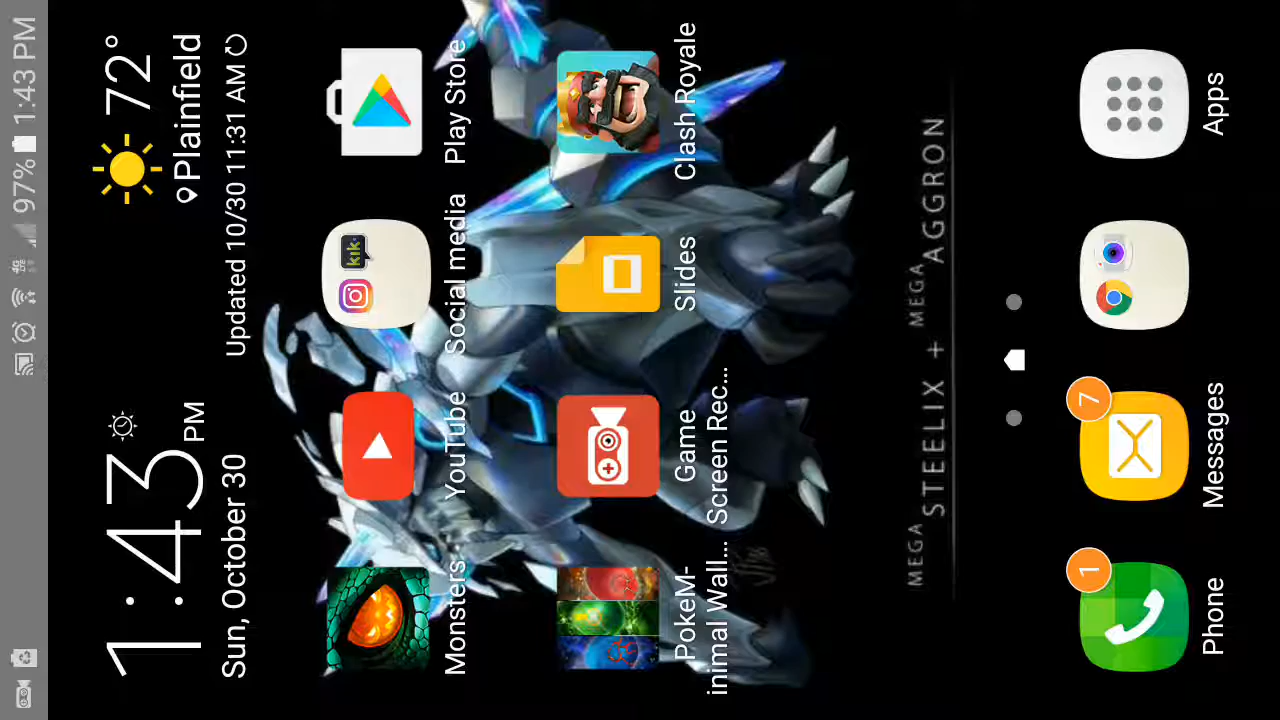 97% 1:43 PM
1:43 PM
Sun, October 30
72°
Plainfield
Updated 10/30 11:31 AM
Monsters:
YouTube
kik
Social media
Play Store
PokeM-
inimal Wall...
Game
Screen Rec...
Slides
Clash Royale
MEGA STEELIX + MEGA AGGRON
1
Phone
7
Messages
Apps